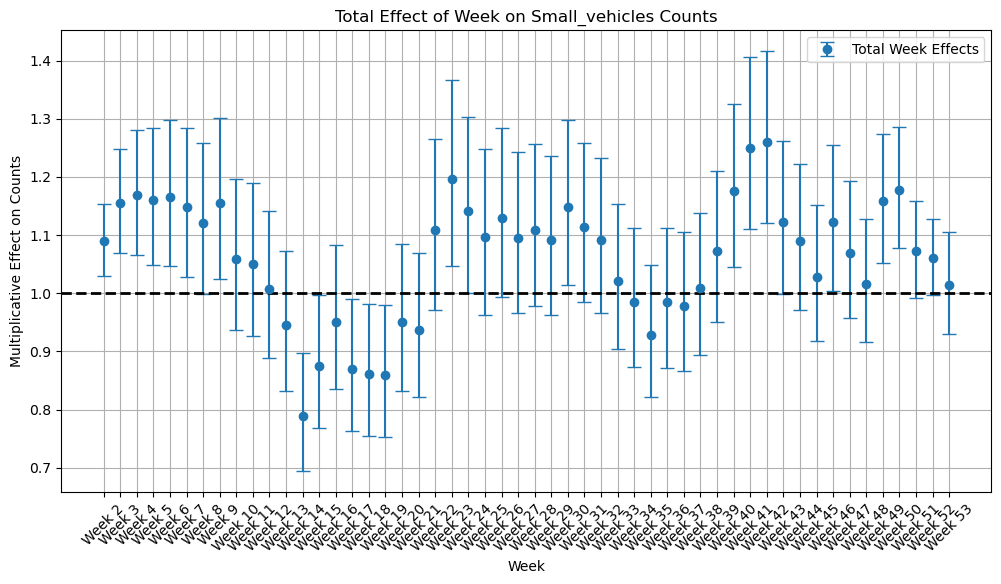 Total Effect of Week on Small_vehicles Counts
Total Week Effects
Multiplicative Effect on Counts
1.4
1.3
1.2
1.1
1.0
0.9
0.8
0.7
Week 2
Week 3
Week 4
Week 5
Week 6
Week 7
Week 8
Week 9
Week 10
Week 11
Week 12
Week 13
Week 14
Week 15
Week 16
Week 17
Week 18
Week 19
Week 20
Week 21
Week 22
Week 23
Week 24
Week 25
Week 26
Week 27
Week 28
Week 29
Week 30
Week 31
Week 32
Week 33
Week 34
Week 35
Week 36
Week 37
Week 38
Week 39
Week 40
Week 41
Week 42
Week 43
Week 44
Week 45
Week 46
Week 47
Week 48
Week 49
Week 50
Week 51
Week 52
Week 53
Week